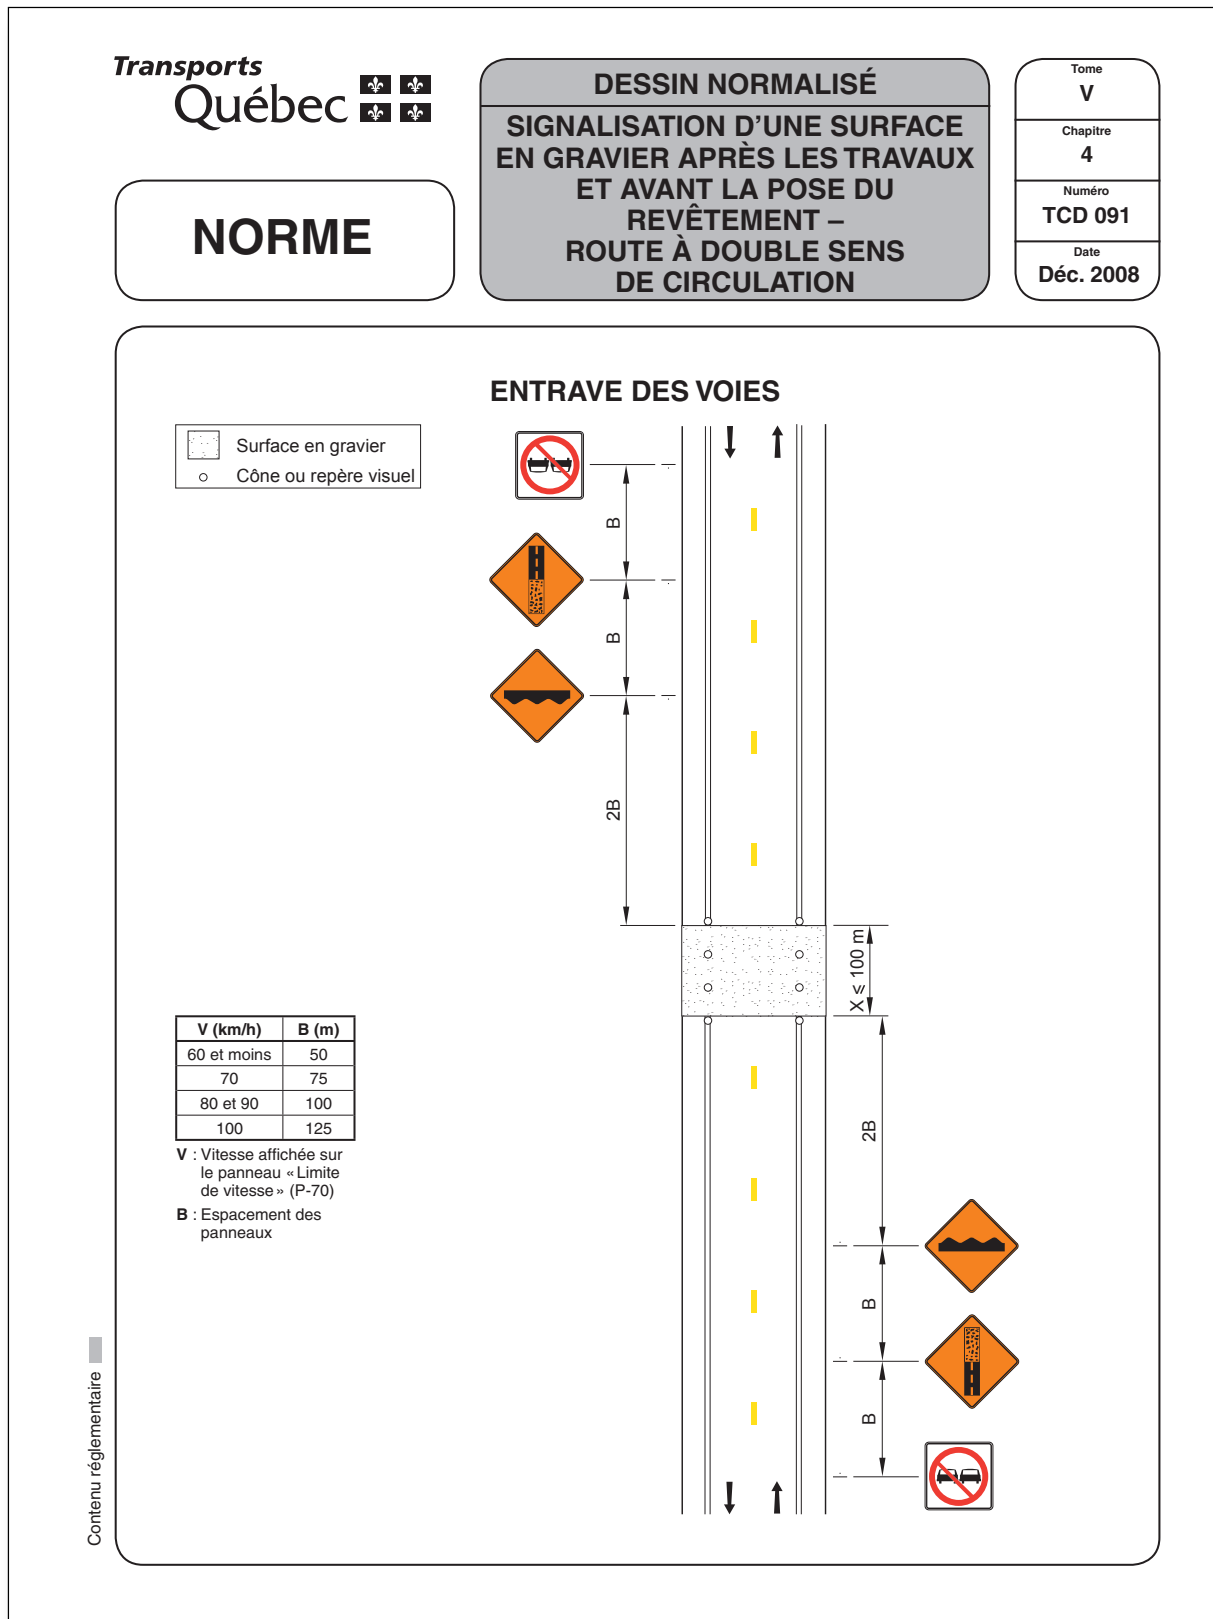 Transports
Québec
NORME
DESSIN NORMALISÉ
SIGNALISATION D’UNE SURFACE
EN GRAVIER APRÈS LES TRAVAUX
ET AVANT LA POSE DU
REVÊTEMENT –
ROUTE À DOUBLE SENS
DE CIRCULATION
Tome
V
Chapitre
4
Numéro
TCD 091
Date
Déc. 2008
ENTRAVE DES VOIES
Surface en gravier
Cône ou repère visuel
B
B
2B
X ≤ 100 m
2B
B
B
V (km/h) B (m)
60 et moins 50
70 75
80 et 90 100
100 125
V : Vitesse affichée sur
le panneau « Limite
de vitesse » (P-70)
B : Espacement des
panneaux
Contenu réglementaire